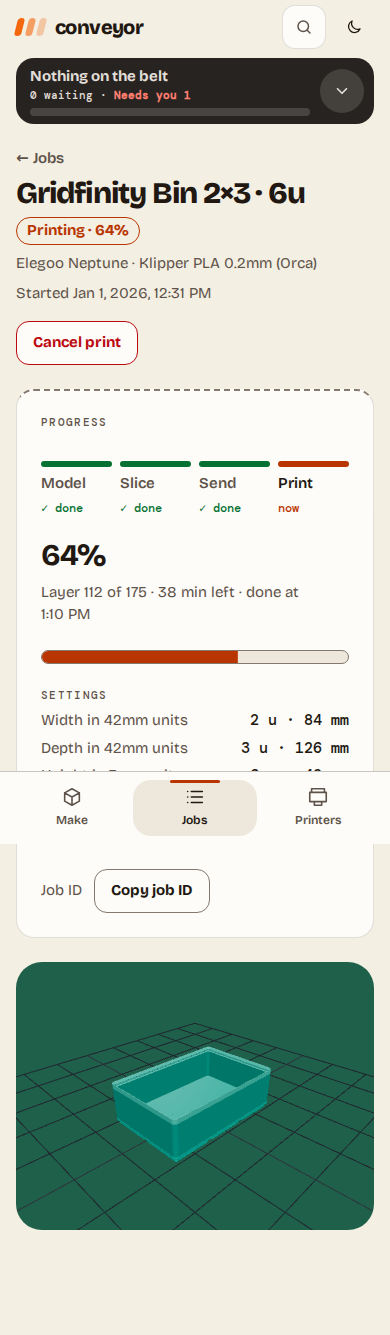 conveyor
Nothing on the belt
0 waiting · Needs you 1
← Jobs
Gridfinity Bin 2×3 · 6u
Printing · 64%
Elegoo Neptune · Klipper PLA 0.2mm (Orca)
Started Jan 1, 2026, 12:31 PM
Cancel print
PROGRESS
Model Slice Send Print
✓ done ✓ done ✓ done now
64%
Layer 112 of 175 · 38 min left · done at
1:10 PM
SETTINGS
Width in 42mm units 2 u · 84 mm
Depth in 42mm units 3 u · 126 mm
Make Jobs Printers
Job ID Copy job ID